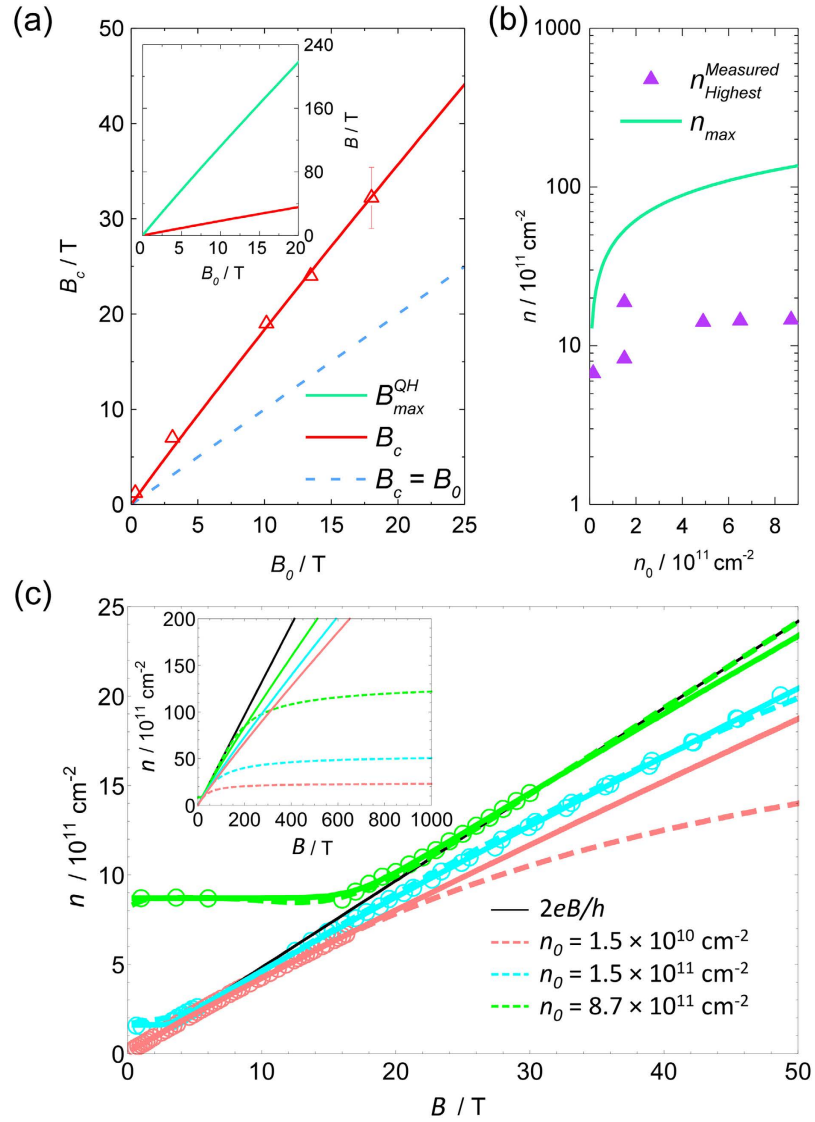 (a)
50
40
30
20
10
0
B_c / T
0 5 10 15 20 25
B_0 / T
240
160
80
0
B / T
0 5 10 15 20
B_0 / T
B_max^QH
B_c
B_c = B_0
(b)
1000
100
10
1
n / 10^11 cm^-2
n_Highest^Measured
n_max
0 2 4 6 8
n_0 / 10^11 cm^-2
(c)
25
20
15
10
5
0
n / 10^11 cm^-2
200
150
100
50
0
n / 10^11 cm^-2
0 200 400 600 800 1000
B / T
2eB/h
n_0 = 1.5 × 10^10 cm^-2
n_0 = 1.5 × 10^11 cm^-2
n_0 = 8.7 × 10^11 cm^-2
0 10 20 30 40 50
B / T